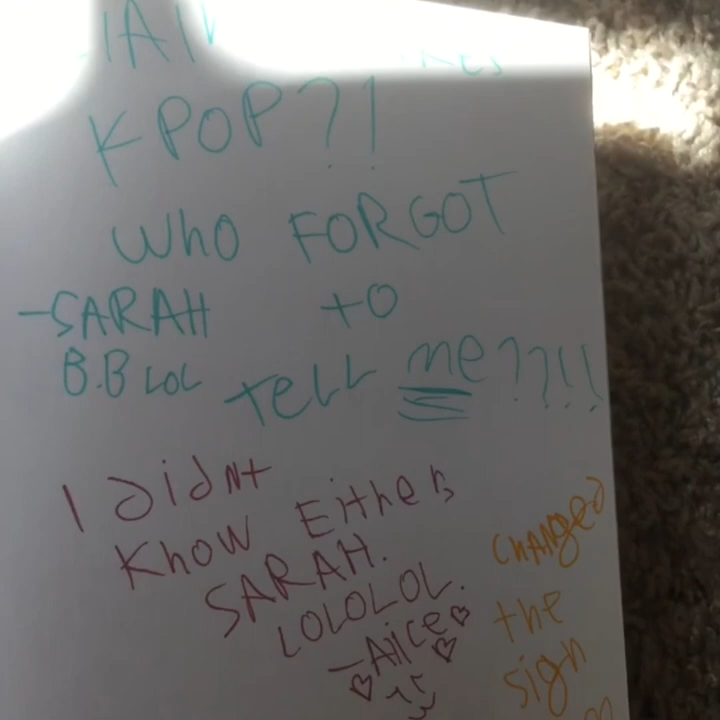 KPOP?!
WhO FORGOT
-SARAH to
B.B LOL tell me??!!
I Didnt
Know Either
SARAH.
LOLOLOL.
-Alice
changed
the
sign